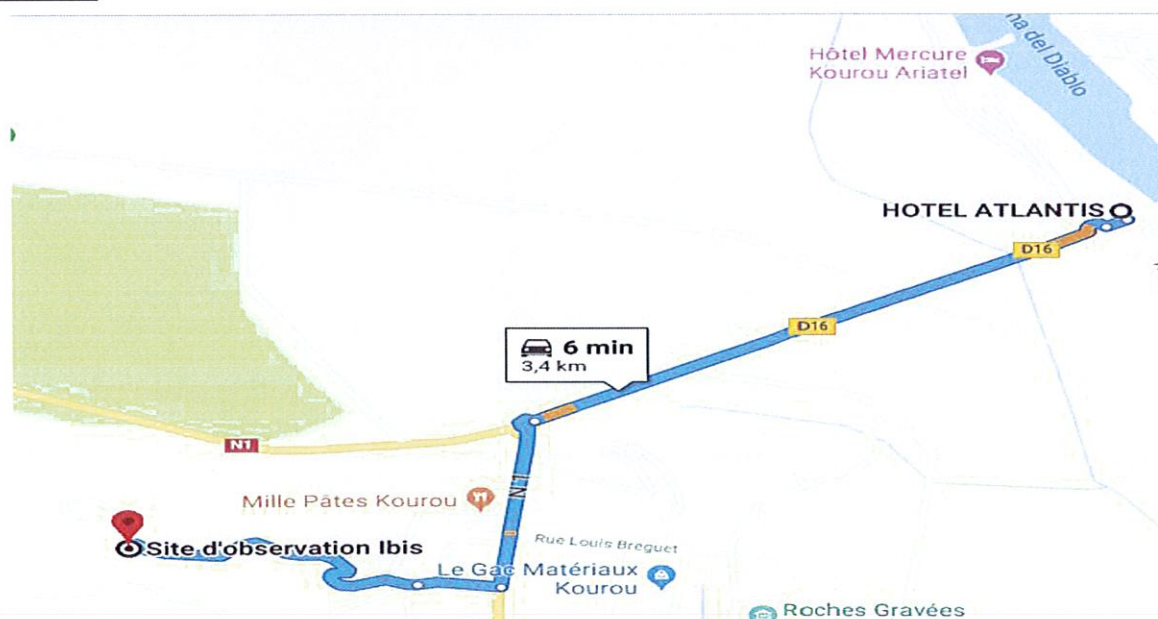 na del Diablo
Hôtel Mercure
Kourou Ariatel
HOTEL ATLANTIS
D16
D16
6 min
3,4 km
N1
N1
Mille Pâtes Kourou
Site d'observation Ibis
Rue Louis Breguet
Le Gac Matériaux
Kourou
Roches Gravées